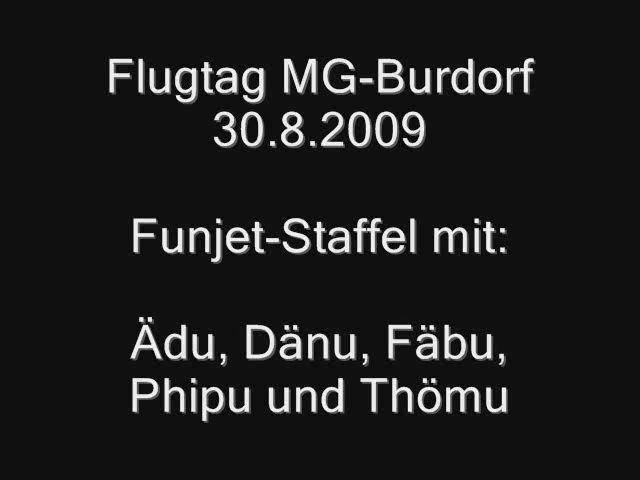 Flugtag MG-Burdorf
30.8.2009
Funjet-Staffel mit:
Ädu, Dänu, Fäbu,
Phipu und Thömu